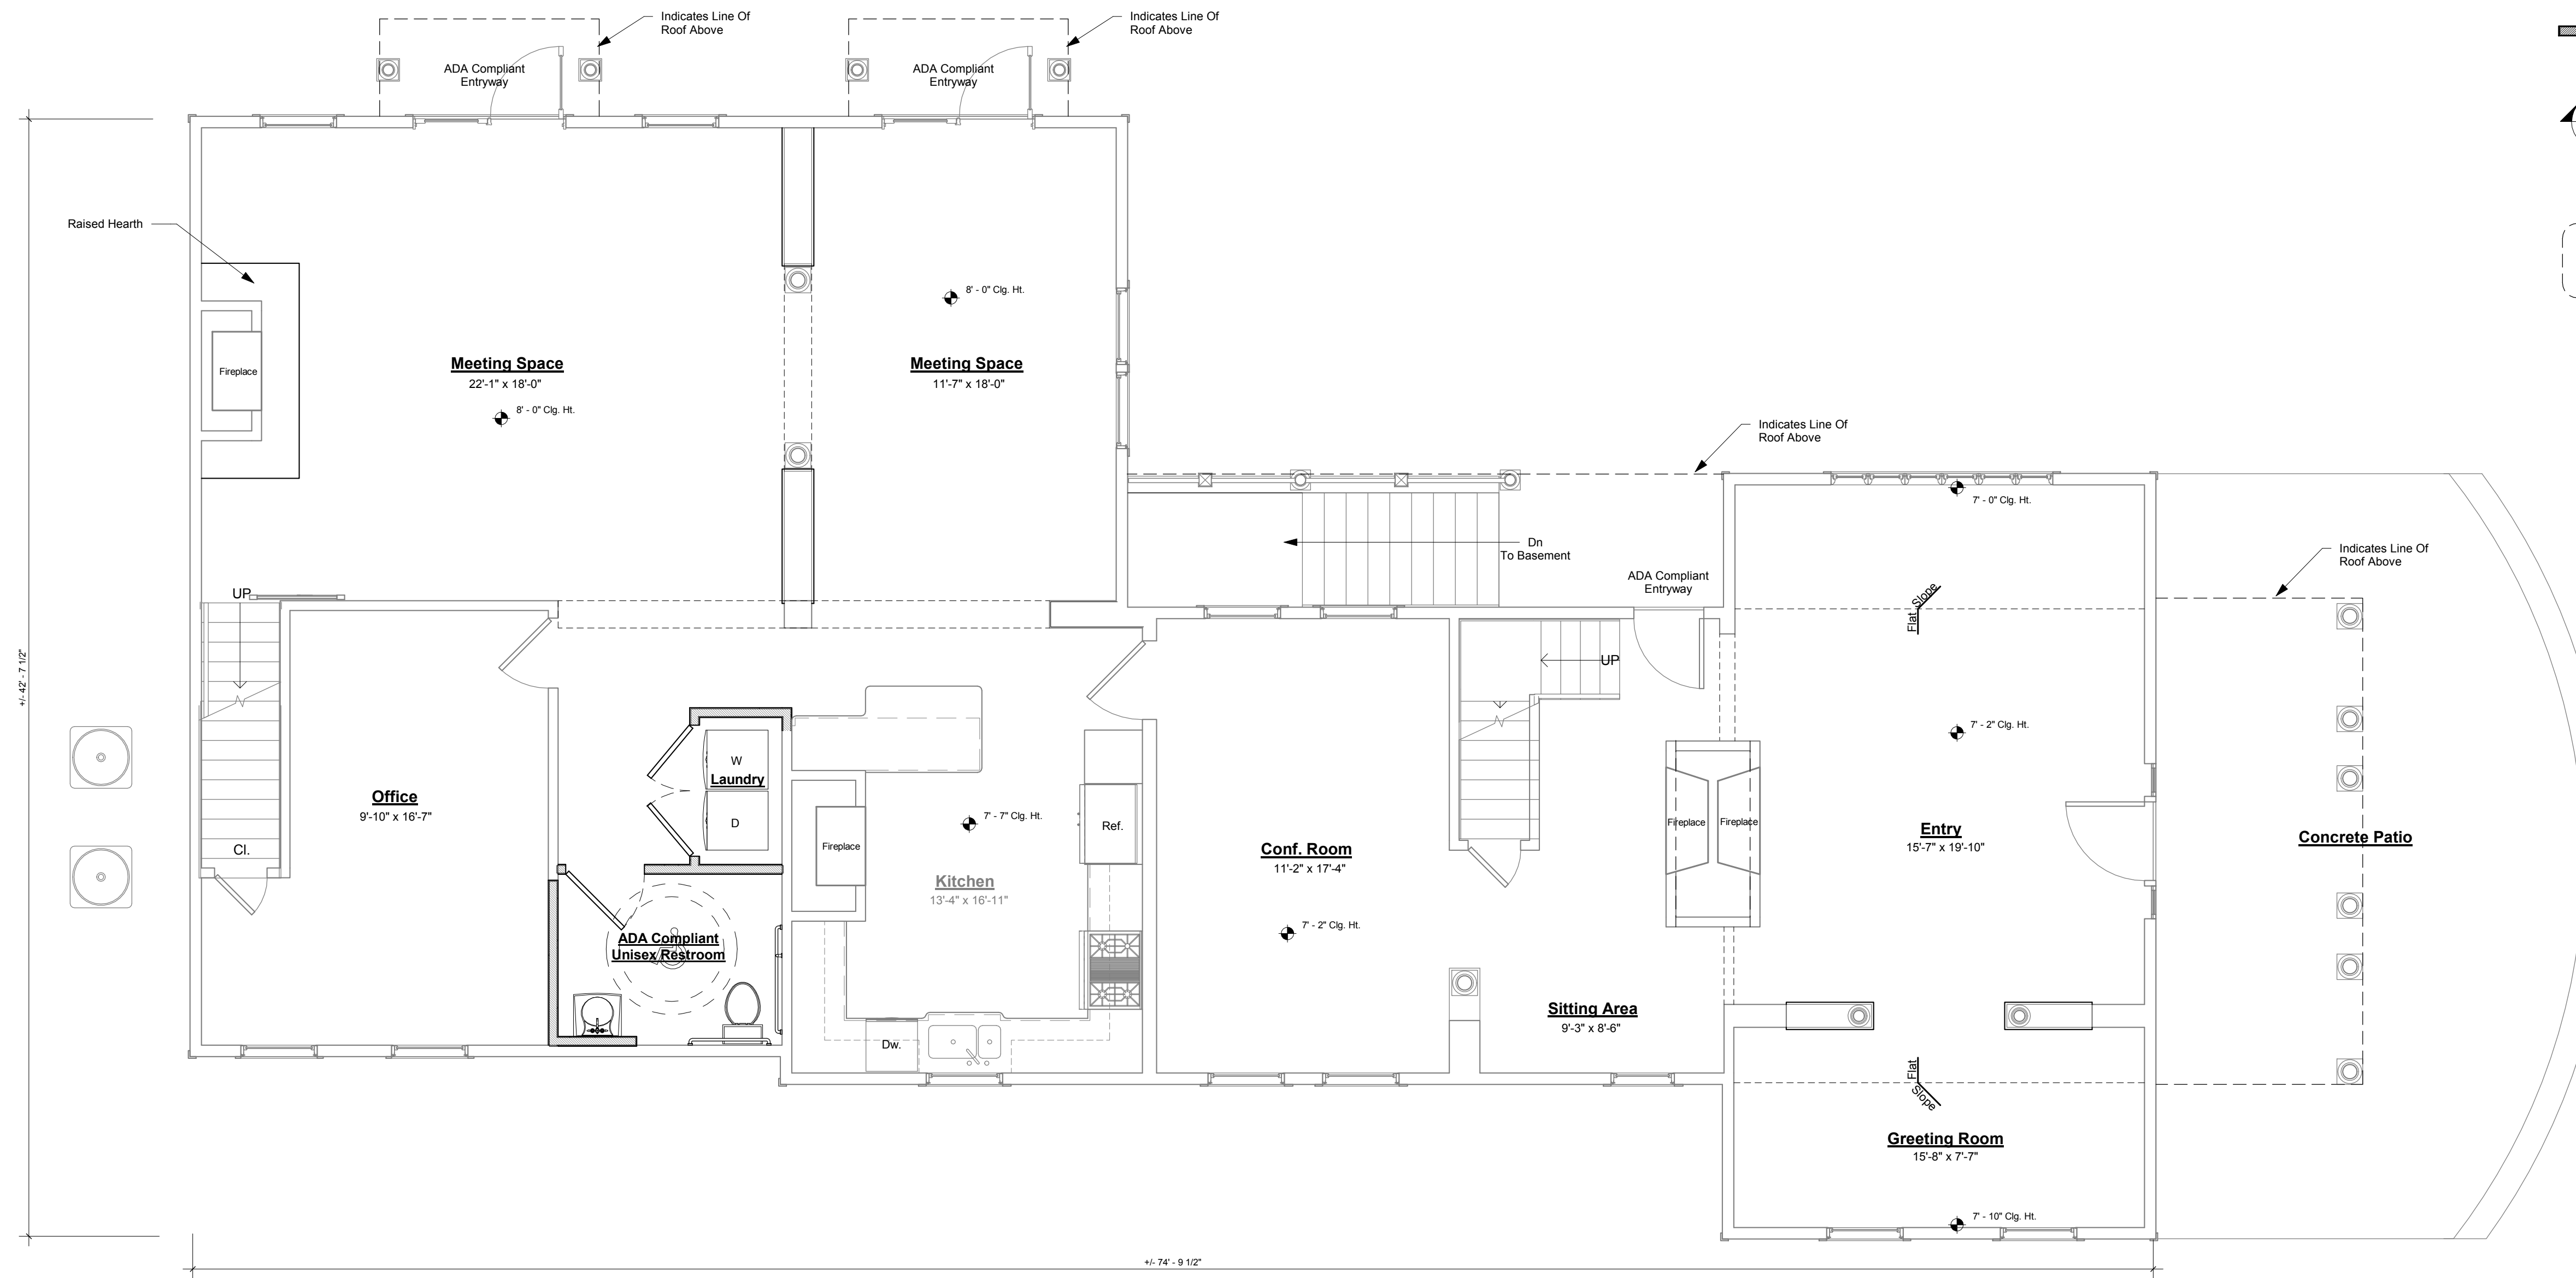 Indicates Line Of
Roof Above
Indicates Line Of
Roof Above
ADA Compliant
Entryway
ADA Compliant
Entryway
Raised Hearth
8' - 0" Clg. Ht.
Fireplace
Meeting Space
22'-1" x 18'-0"
8' - 0" Clg. Ht.
Meeting Space
11'-7" x 18'-0"
Indicates Line Of
Roof Above
7' - 0" Clg. Ht.
Dn
To Basement
Indicates Line Of
Roof Above
ADA Compliant
Entryway
UP
Flat
Slope
UP
+/- 42' - 7 1/2"
7' - 2" Clg. Ht.
W
Laundry
D
Office
9'-10" x 16'-7"
7' - 7" Clg. Ht.
Ref.
Fireplace
Fireplace
Fireplace
Entry
15'-7" x 19'-10"
Concrete Patio
Cl.
Conf. Room
11'-2" x 17'-4"
Kitchen
13'-4" x 16'-11"
7' - 2" Clg. Ht.
ADA Compliant
Unisex Restroom
Sitting Area
9'-3" x 8'-6"
Dw.
Flat
Slope
Greeting Room
15'-8" x 7'-7"
7' - 10" Clg. Ht.
+/- 74' - 9 1/2"